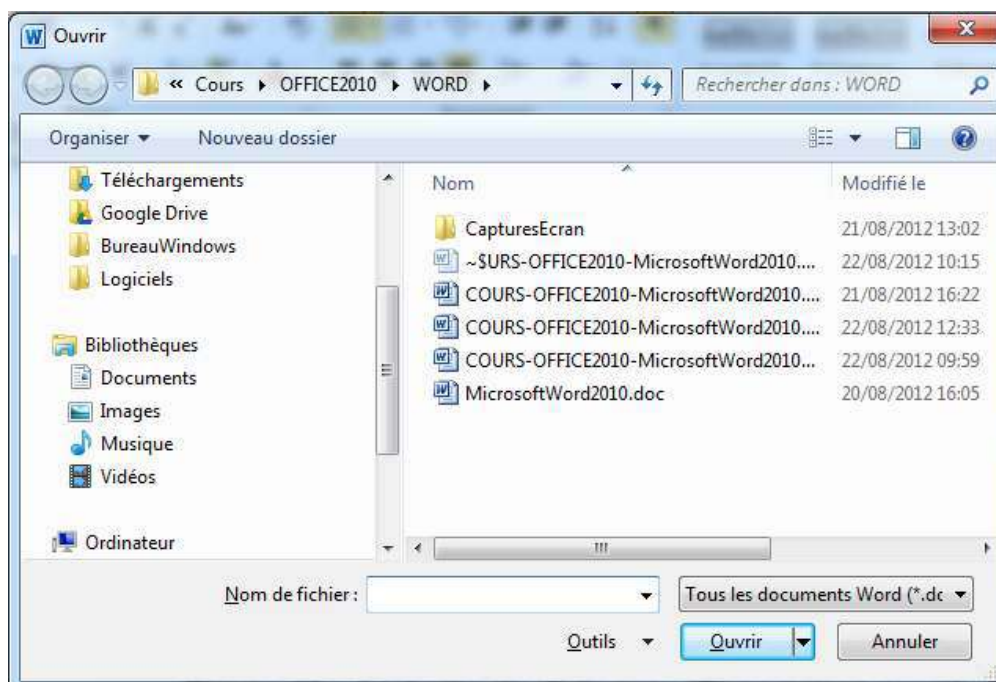 Ouvrir
« Cours ▸ OFFICE2010 ▸ WORD ▸
Rechercher dans : WORD
Organiser ▾ Nouveau dossier
Téléchargements
Google Drive
BureauWindows
Logiciels
Bibliothèques
Documents
Images
Musique
Vidéos
Ordinateur
Nom Modifié le
CapturesEcran 21/08/2012 13:02
~$URS-OFFICE2010-MicrosoftWord2010.... 22/08/2012 10:15
COURS-OFFICE2010-MicrosoftWord2010.... 21/08/2012 16:22
COURS-OFFICE2010-MicrosoftWord2010.... 22/08/2012 12:33
COURS-OFFICE2010-MicrosoftWord2010... 22/08/2012 09:59
MicrosoftWord2010.doc 20/08/2012 16:05
Nom de fichier :
Tous les documents Word (*.dc
Outils ▾ Ouvrir Annuler